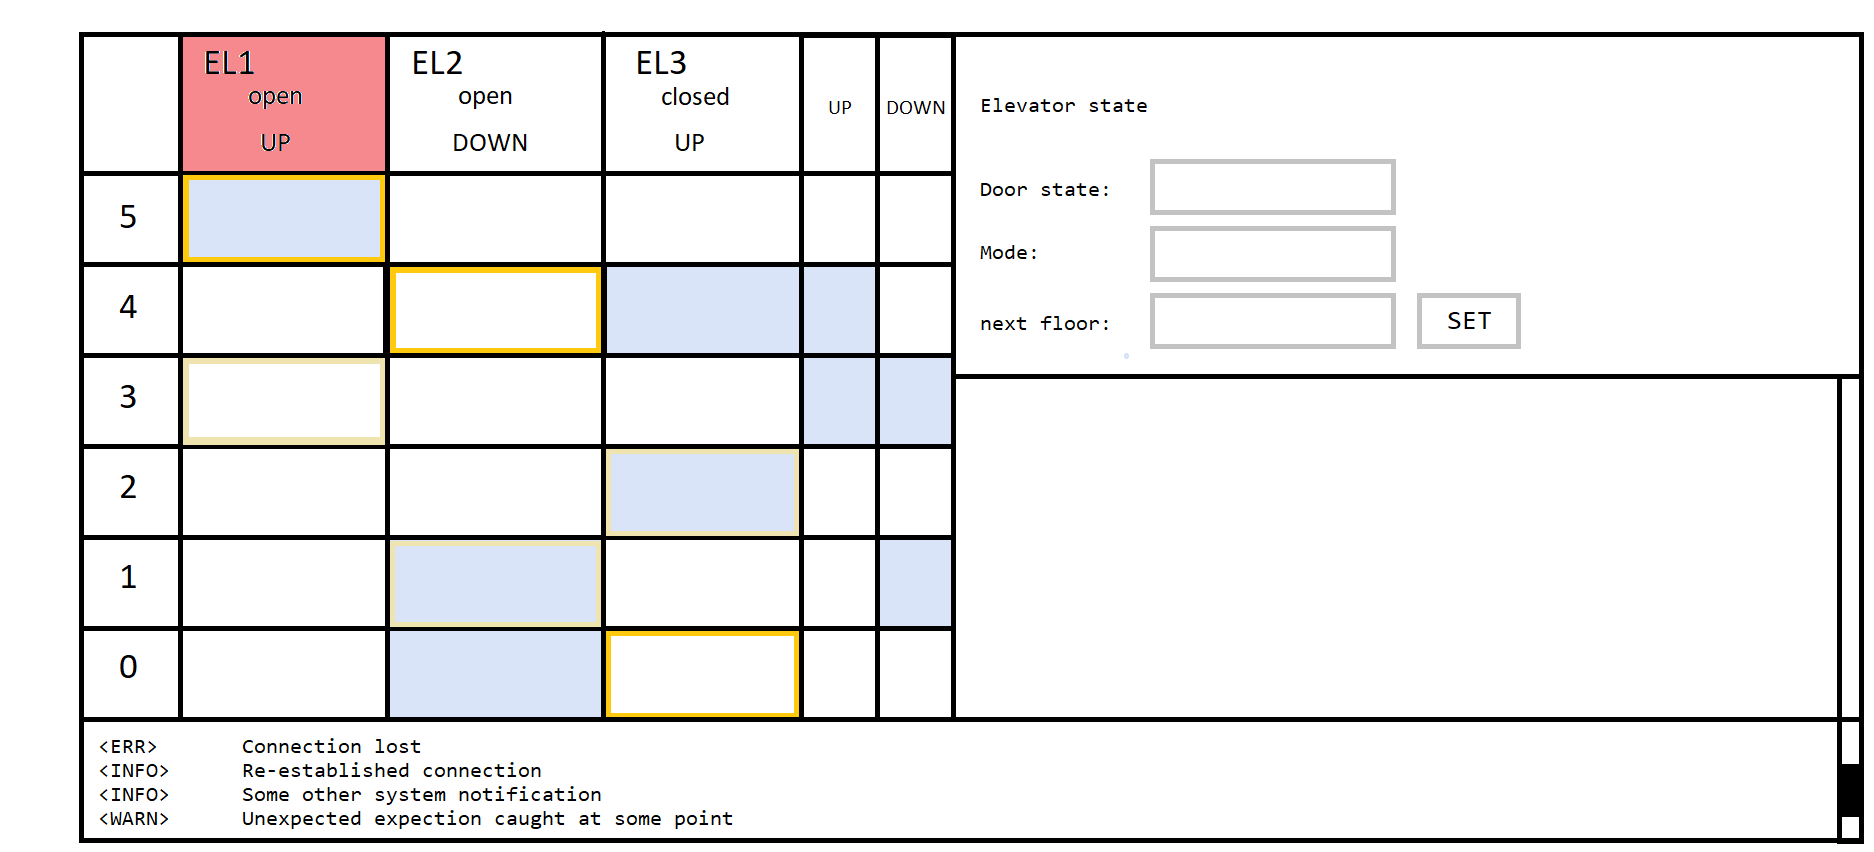 EL1 EL2 EL3
open open closed
UP DOWN UP UP DOWN
Elevator state
5
Door state:
Mode:
4
next floor: SET
3
2
1
0
<ERR> Connection lost
<INFO> Re-established connection
<INFO> Some other system notification
<WARN> Unexpected expection caught at some point